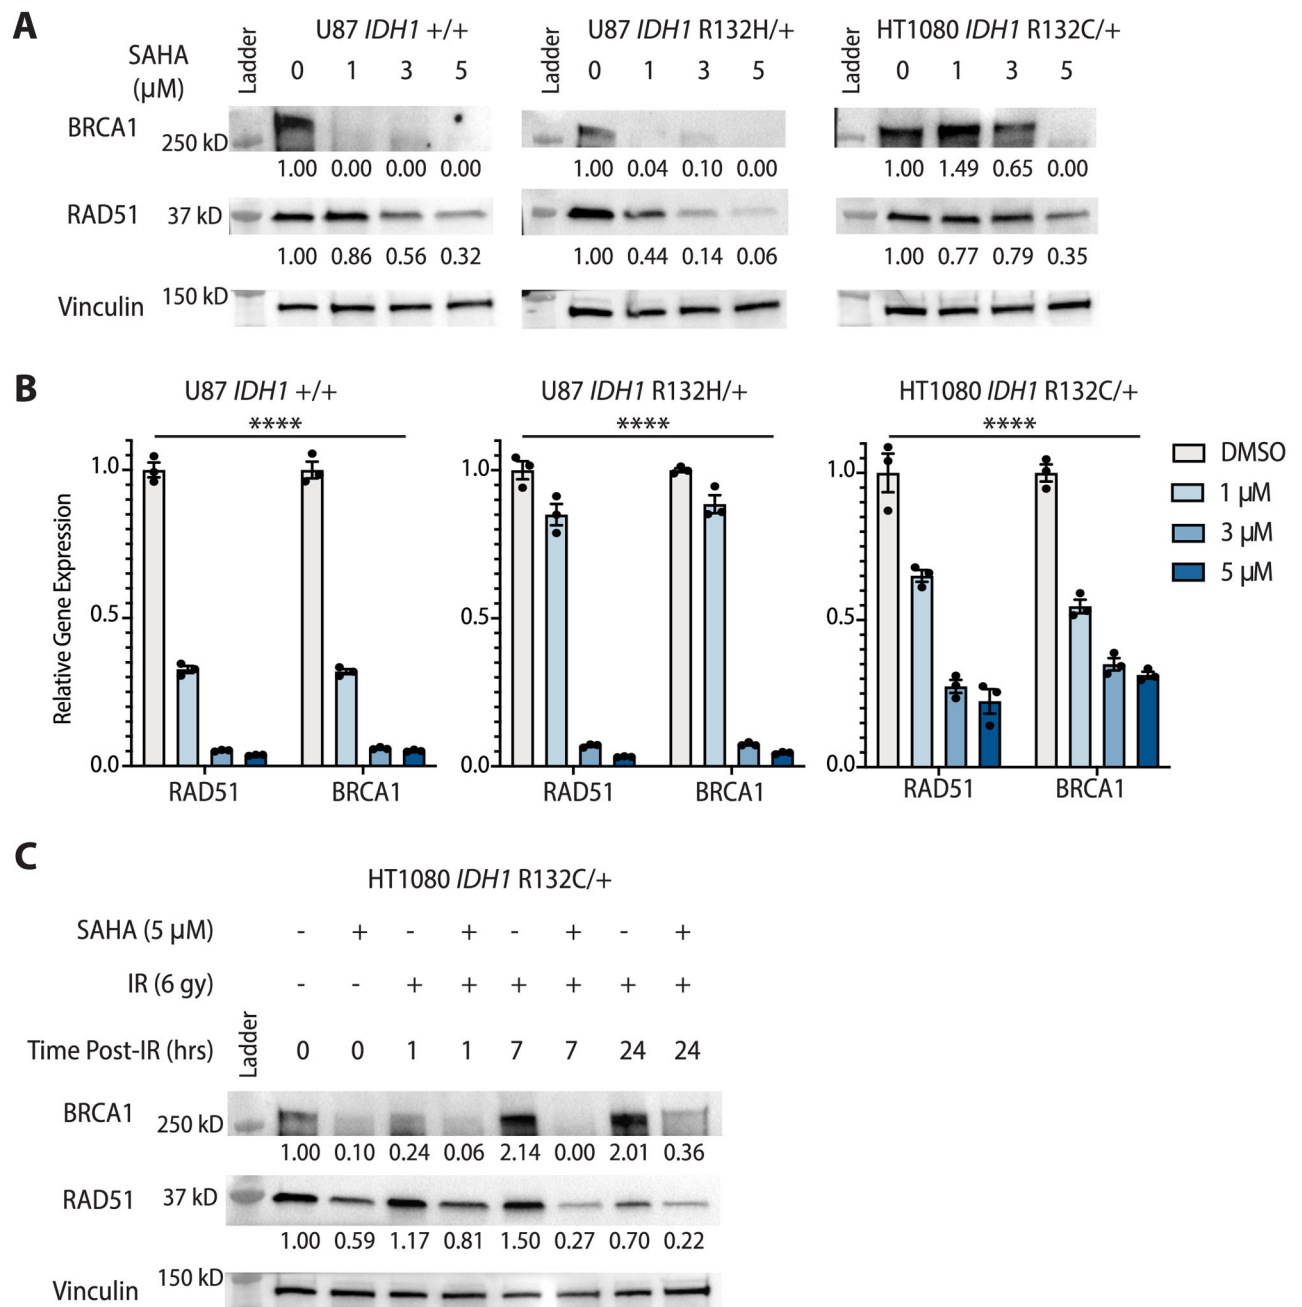 A
U87 IDH1 +/+ U87 IDH1 R132H/+ HT1080 IDH1 R132C/+
SAHA (µM) Ladder 0 1 3 5 Ladder 0 1 3 5 Ladder 0 1 3 5
BRCA1 250 kD
1.00 0.00 0.00 0.00 1.00 0.04 0.10 0.00 1.00 1.49 0.65 0.00
RAD51 37 kD
1.00 0.86 0.56 0.32 1.00 0.44 0.14 0.06 1.00 0.77 0.79 0.35
Vinculin 150 kD
B
U87 IDH1 +/+ U87 IDH1 R132H/+ HT1080 IDH1 R132C/+
**** **** ****
Relative Gene Expression
1.0 1.0 1.0
0.5 0.5 0.5
0.0 0.0 0.0
RAD51 BRCA1 RAD51 BRCA1 RAD51 BRCA1
DMSO
1 µM
3 µM
5 µM
C
HT1080 IDH1 R132C/+
SAHA (5 µM) - + - + - + - +
IR (6 gy) - - + + + + + +
Time Post-IR (hrs) Ladder 0 0 1 1 7 7 24 24
BRCA1 250 kD
1.00 0.10 0.24 0.06 2.14 0.00 2.01 0.36
RAD51 37 kD
1.00 0.59 1.17 0.81 1.50 0.27 0.70 0.22
Vinculin 150 kD